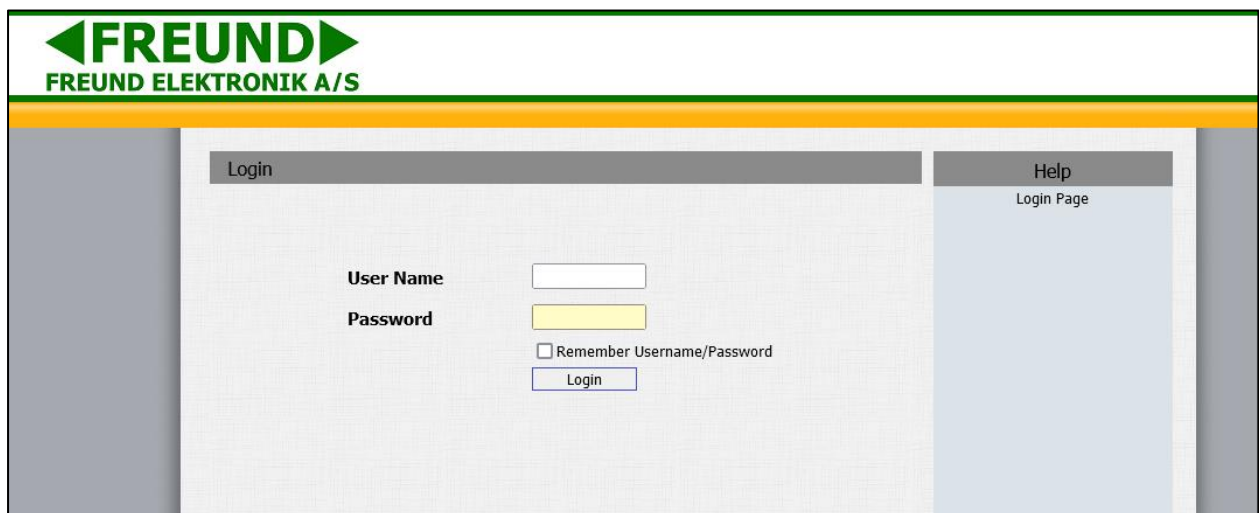 FREUND
FREUND ELEKTRONIK A/S
Login
Help
Login Page
User Name
Password
Remember Username/Password
Login